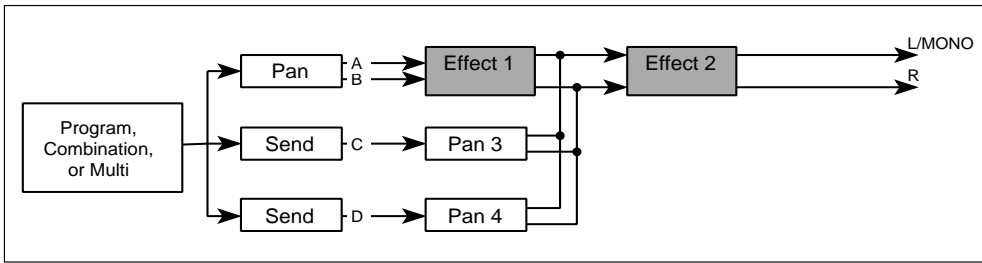 L/MONO
Pan
A
B
Effect 1
Effect 2
R
Program,
Combination,
or Multi
Send
C
Pan 3
Send
D
Pan 4